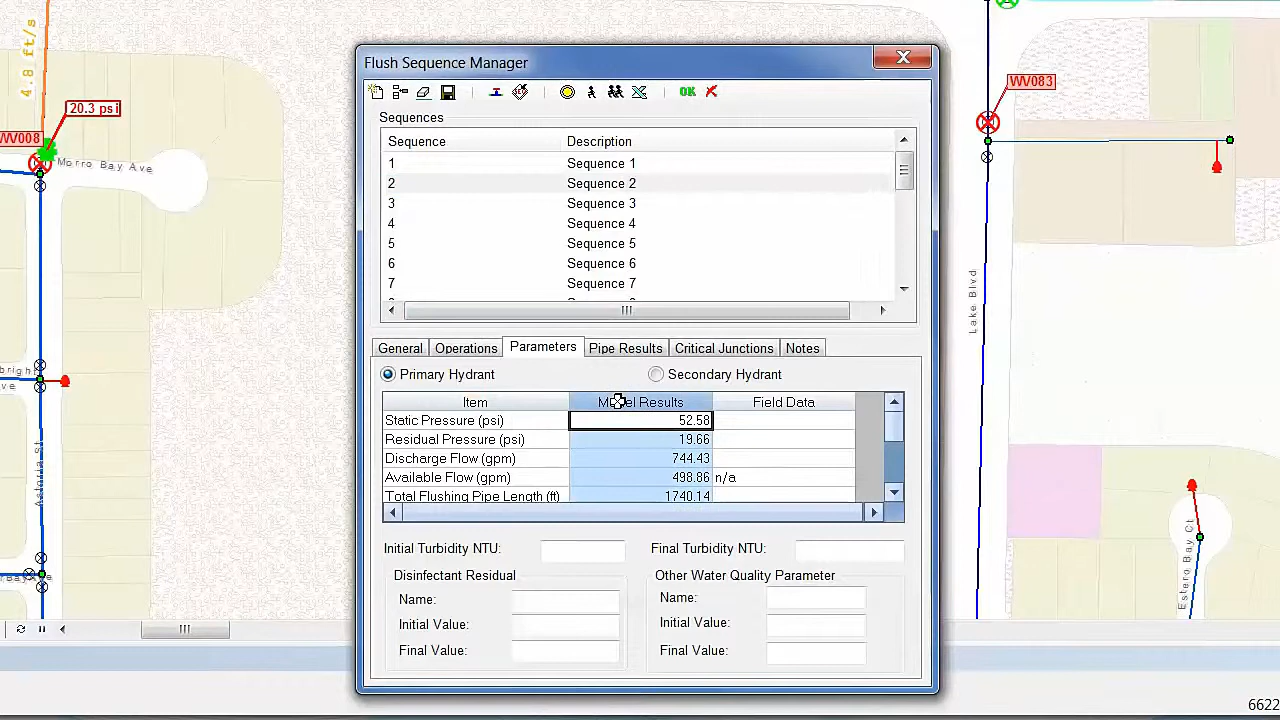 4.8 ft/s
20.3 psi
WV008
Morro Bay Ave
Flush Sequence Manager
OK
Sequences
Sequence Description
1 Sequence 1
2 Sequence 2
3 Sequence 3
4 Sequence 4
5 Sequence 5
6 Sequence 6
7 Sequence 7
General Operations Parameters Pipe Results Critical Junctions Notes
Primary Hydrant Secondary Hydrant
Item Model Results Field Data
Static Pressure (psi) 52.58
Residual Pressure (psi) 19.66
Discharge Flow (gpm) 744.43
Available Flow (gpm) 498.86 n/a
Total Flushing Pipe Length (ft) 1740.14
Initial Turbidity NTU: Final Turbidity NTU:
Disinfectant Residual Other Water Quality Parameter
Name: Name:
Initial Value: Initial Value:
Final Value: Final Value:
WV083
Lake Blvd
Estero Bay Ct
6622